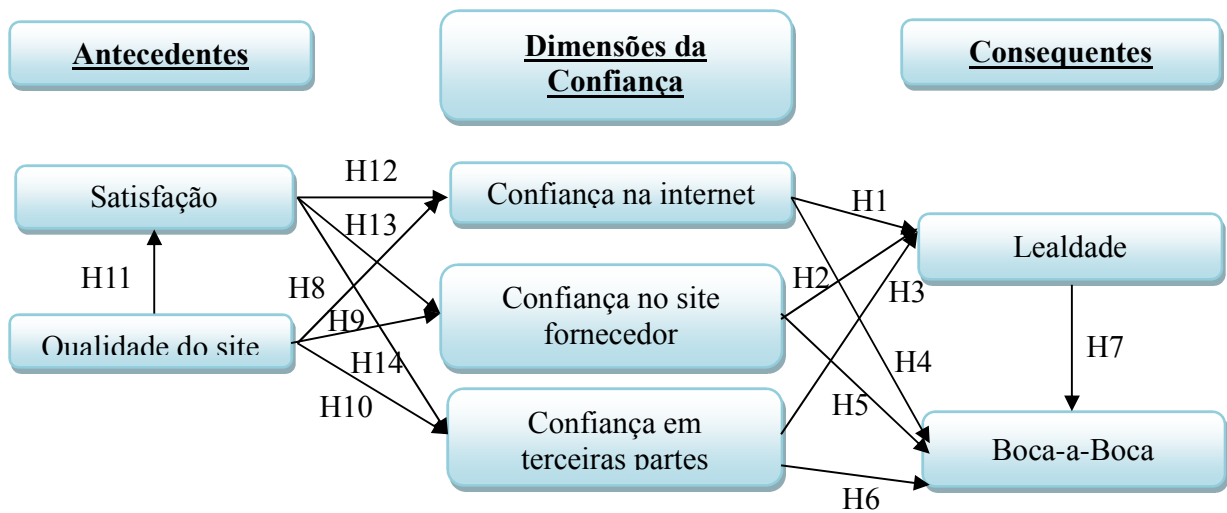 Antecedentes
Dimensões da
Confiança
Consequentes
Satisfação
H12
Confiança na internet
H1
H13
Lealdade
H11
H8
H2
H3
Qualidade do site
H9
Confiança no site
fornecedor
H14
H4
H7
H10
H5
Confiança em
terceiras partes
Boca-a-Boca
H6